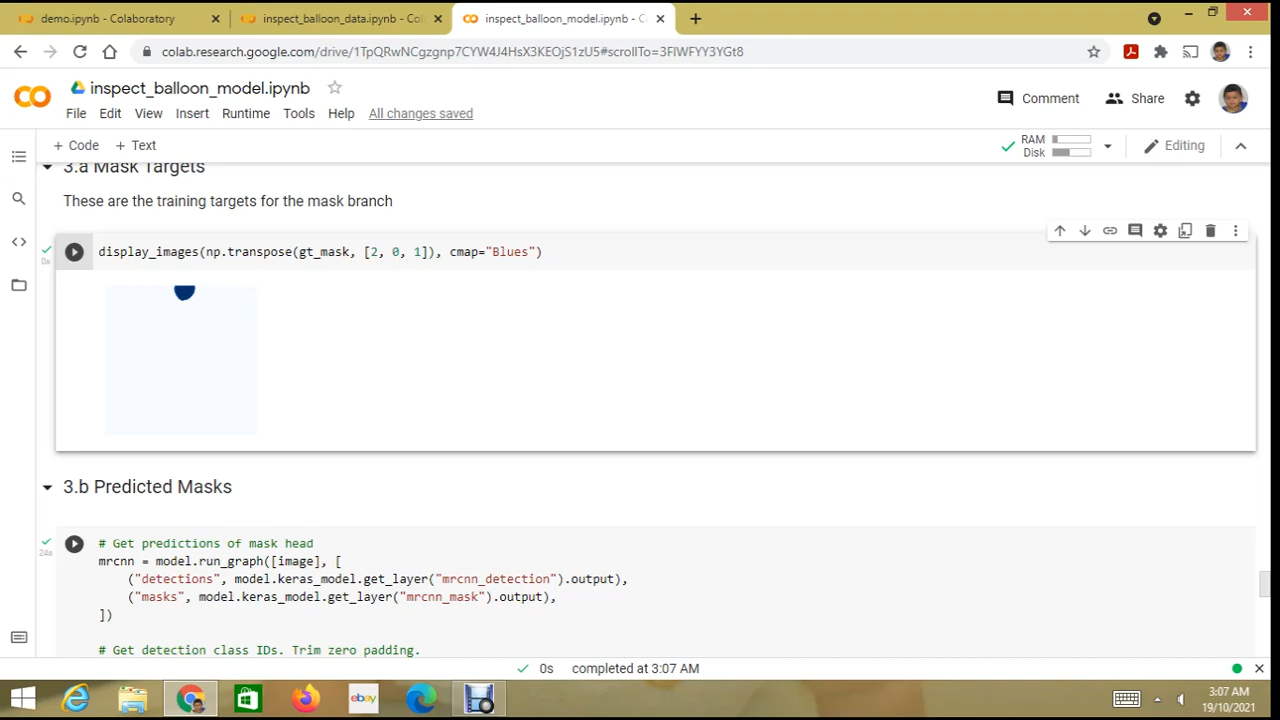 demo.ipynb - Colaboratory
inspect_balloon_data.ipynb - Co
inspect_balloon_model.ipynb - C
colab.research.google.com/drive/1TpQRwNCgzgnp7CYW4J4HsX3KEOjS1zU5#scrollTo=3FlWFYY3YGt8
inspect_balloon_model.ipynb
Comment
Share
File Edit View Insert Runtime Tools Help All changes saved
+ Code + Text
RAM
Disk
Editing
3.a Mask Targets
These are the training targets for the mask branch
0s
display_images(np.transpose(gt_mask, [2, 0, 1]), cmap="Blues")
3.b Predicted Masks
24s
# Get predictions of mask head
mrcnn = model.run_graph([image], [
("detections", model.keras_model.get_layer("mrcnn_detection").output),
("masks", model.keras_model.get_layer("mrcnn_mask").output),
])
# Get detection class IDs. Trim zero padding.
0s completed at 3:07 AM
ebay
3:07 AM
19/10/2021